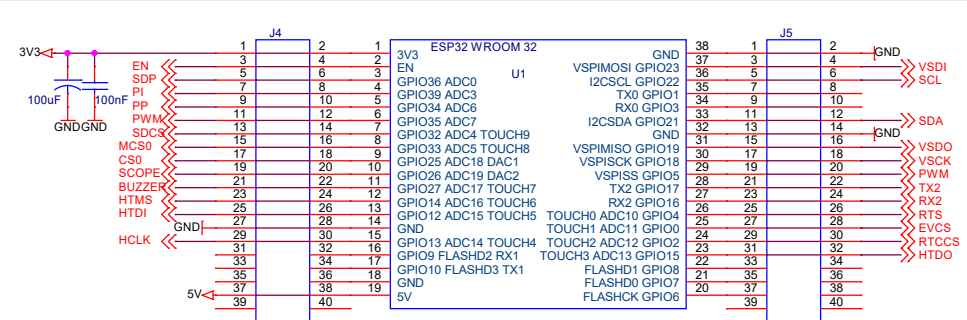 J4 ESP32 WROOM 32 J5
3V3 1 2 1 3V3 GND 38 1 2 GND
EN 3 4 2 EN VSPIMOSI GPIO23 37 3 4 VSDI
SDP 5 6 3 GPIO36 ADC0 U1 I2CSCL GPIO22 36 5 6 SCL
PI 7 8 4 GPIO39 ADC3 TX0 GPIO1 35 7 8
100uF 100nF PP 9 10 5 GPIO34 ADC6 RX0 GPIO3 34 9 10
PWM 11 12 6 GPIO35 ADC7 I2CSDA GPIO21 33 11 12 SDA
GND GND SDCS 13 14 7 GPIO32 ADC4 TOUCH9 GND 32 13 14 GND
MCS0 15 16 8 GPIO33 ADC5 TOUCH8 VSPIMISO GPIO19 31 15 16 VSDO
CS0 17 18 9 GPIO25 ADC18 DAC1 VSPISCK GPIO18 30 17 18 VSCK
SCOPE 19 20 10 GPIO26 ADC19 DAC2 VSPISS GPIO5 29 19 20 PWM
BUZZER 21 22 11 GPIO27 ADC17 TOUCH7 TX2 GPIO17 28 21 22 TX2
HTMS 23 24 12 GPIO14 ADC16 TOUCH6 RX2 GPIO16 27 23 24 RX2
HTDI 25 26 13 GPIO12 ADC15 TOUCH5 TOUCH0 ADC10 GPIO4 26 25 26 RTS
GND 27 28 14 GND TOUCH1 ADC11 GPIO0 25 27 28 EVCS
HCLK 29 30 15 GPIO13 ADC14 TOUCH4 TOUCH2 ADC12 GPIO2 24 29 30 RTCCS
31 32 16 GPIO9 FLASHD2 RX1 TOUCH3 ADC13 GPIO15 23 31 32 HTDO
33 34 17 GPIO10 FLASHD3 TX1 FLASHD1 GPIO8 22 33 34
35 36 18 GND FLASHD0 GPIO7 21 35 36
5V 37 38 19 5V FLASHCK GPIO6 20 37 38
39 40 39 40